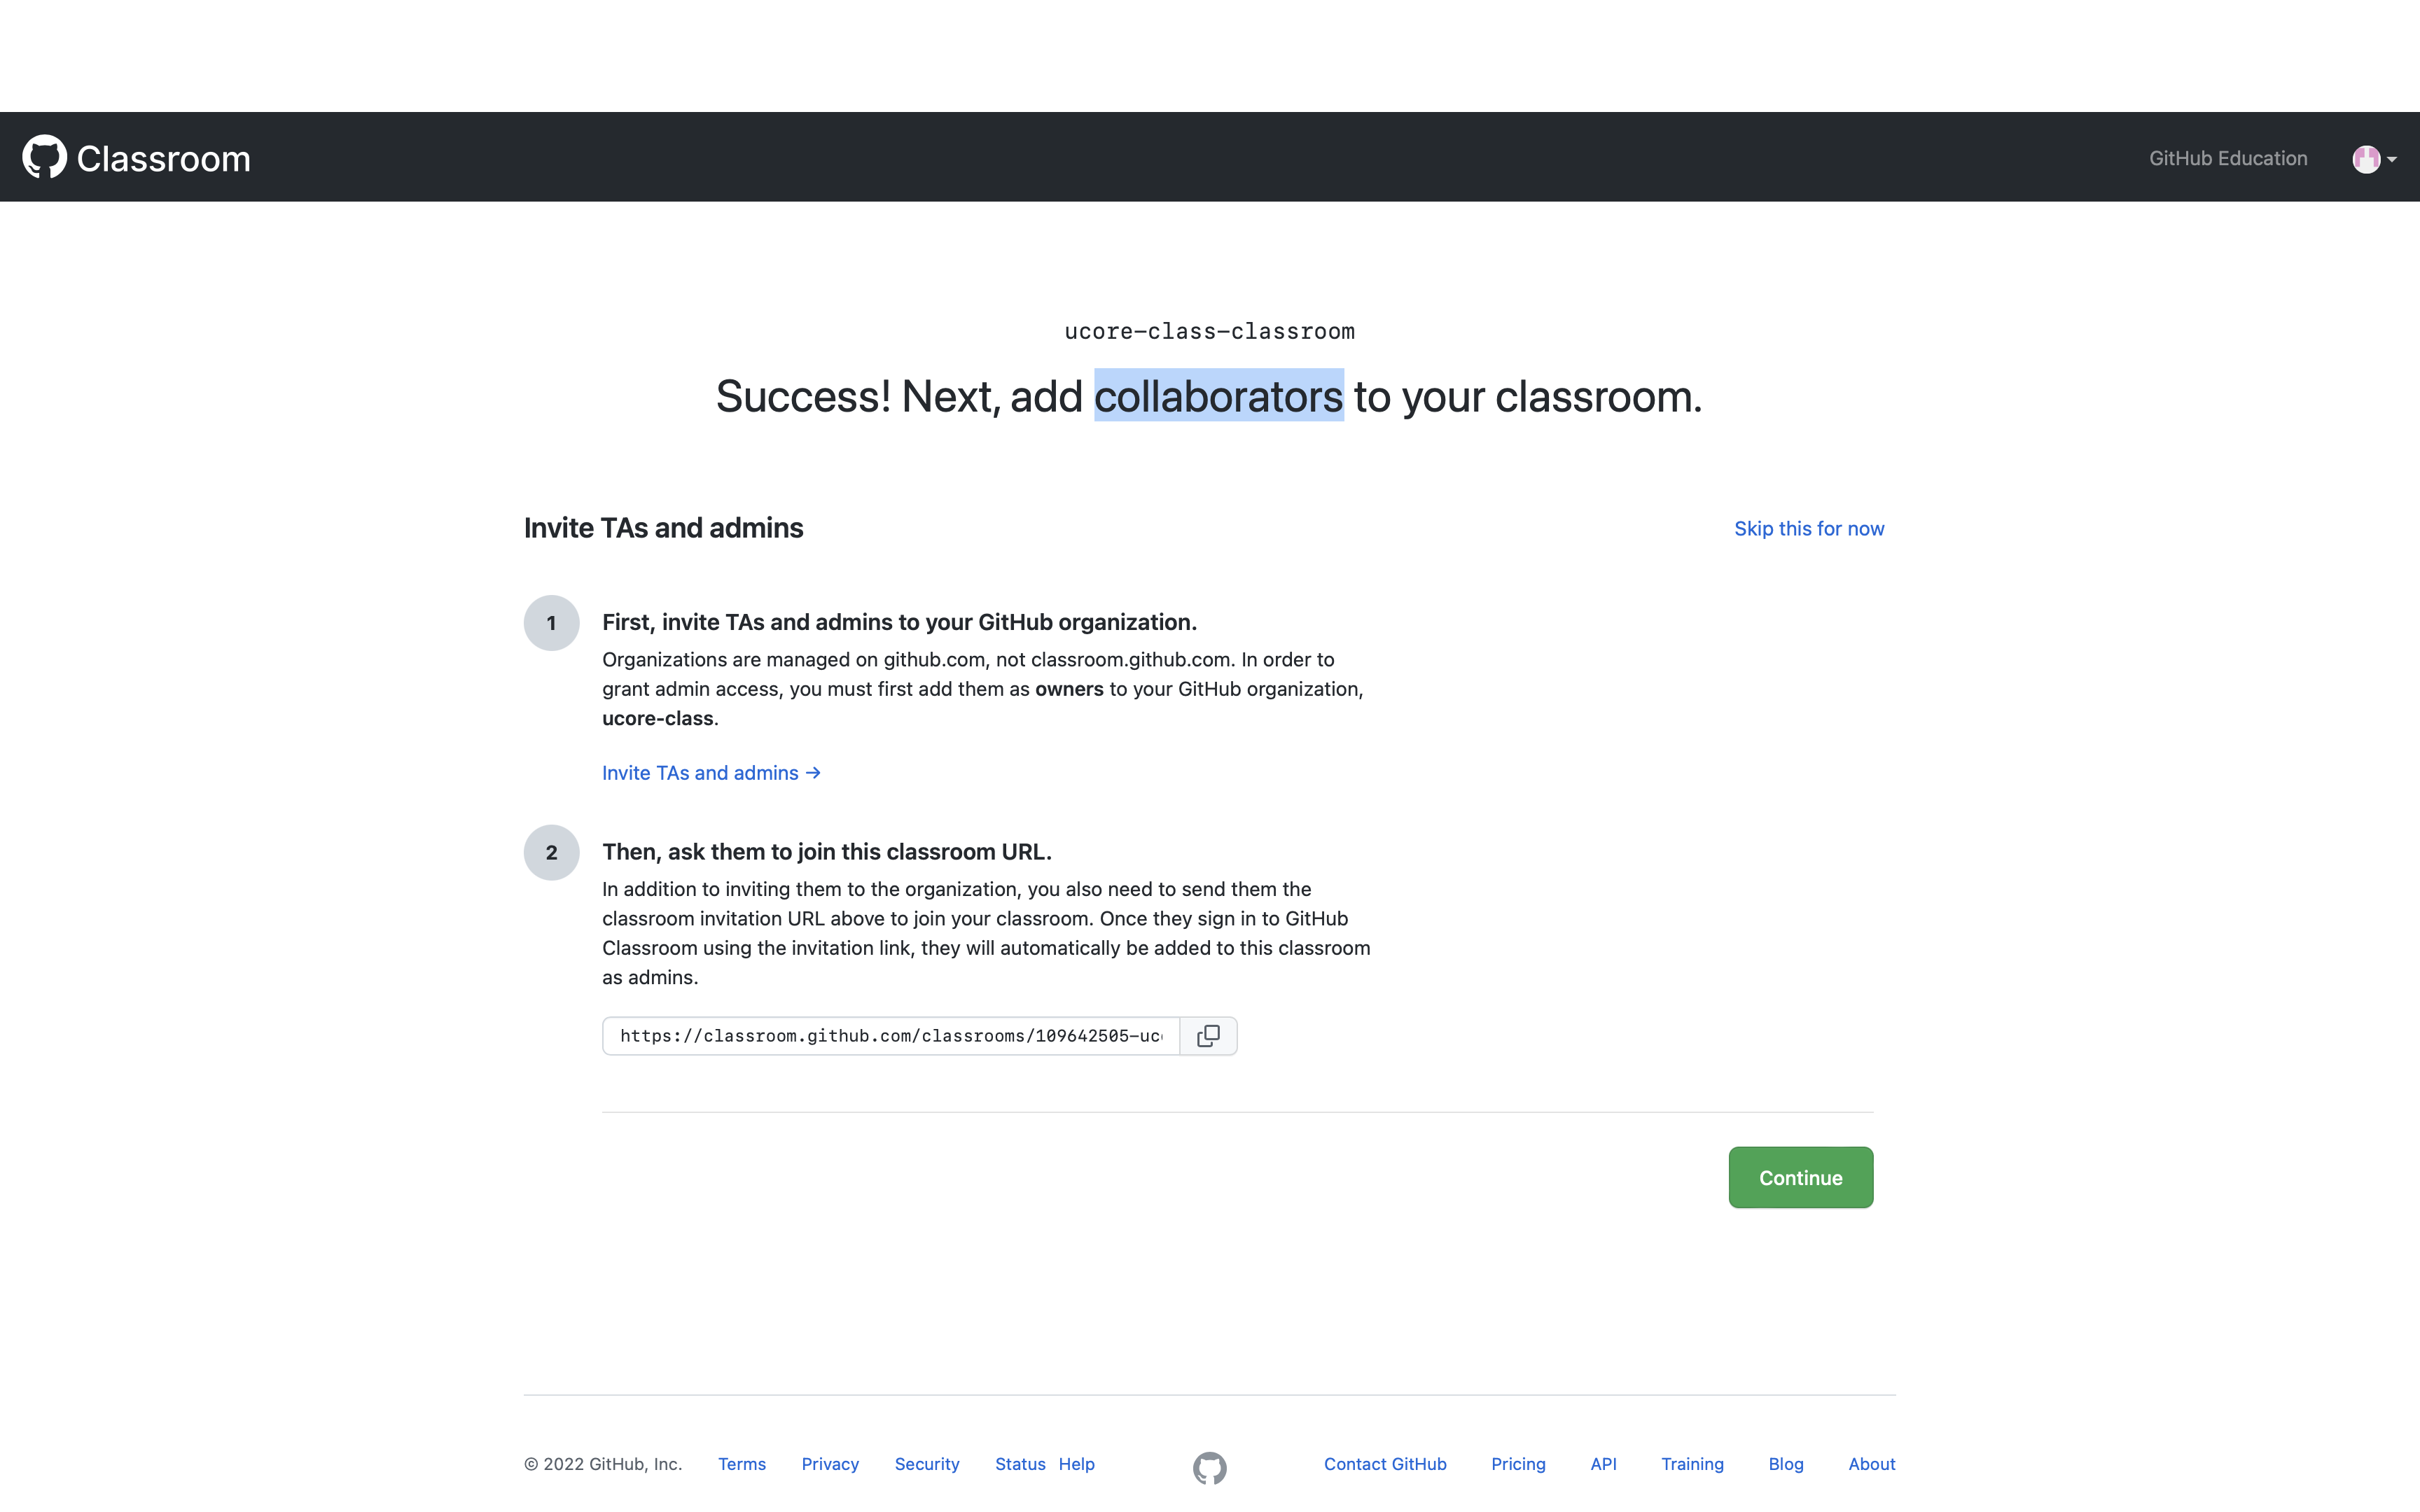 Classroom
GitHub Education
ucore-class-classroom
Success! Next, add collaborators to your classroom.
Invite TAs and admins
Skip this for now
1
First, invite TAs and admins to your GitHub organization.
Organizations are managed on github.com, not classroom.github.com. In order to
grant admin access, you must first add them as owners to your GitHub organization,
ucore-class.
Invite TAs and admins →
2
Then, ask them to join this classroom URL.
In addition to inviting them to the organization, you also need to send them the
classroom invitation URL above to join your classroom. Once they sign in to GitHub
Classroom using the invitation link, they will automatically be added to this classroom
as admins.
https://classroom.github.com/classrooms/109642505-uc
Continue
© 2022 GitHub, Inc. Terms Privacy Security Status Help Contact GitHub Pricing API Training Blog About